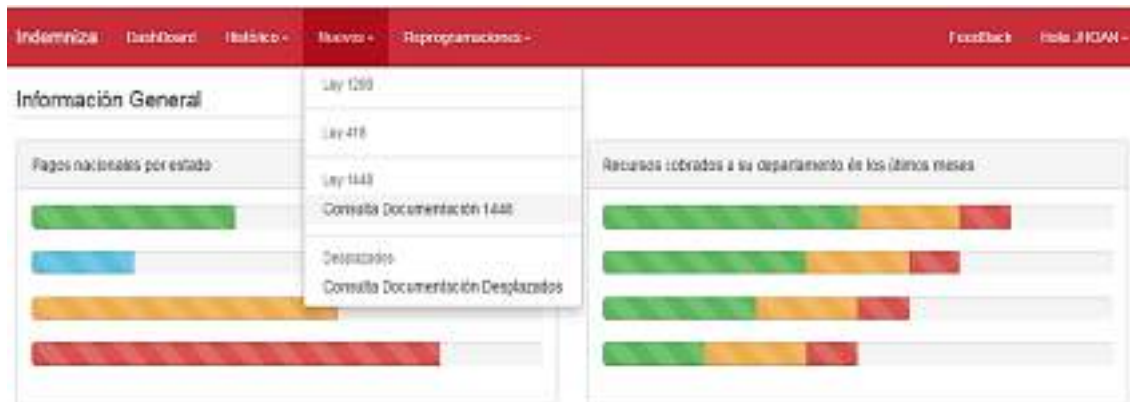 Indemniza DashBoard Histórico Nuevos Reprogramaciones FeedBack Hola JHOAN
Información General
Ley 1290
Ley 418
Ley 1448
Consulta Documentación 1448
Desplazados
Consulta Documentación Desplazados
Pagos nacionales por estado
Recursos cobrados a su departamento en los útimos meses